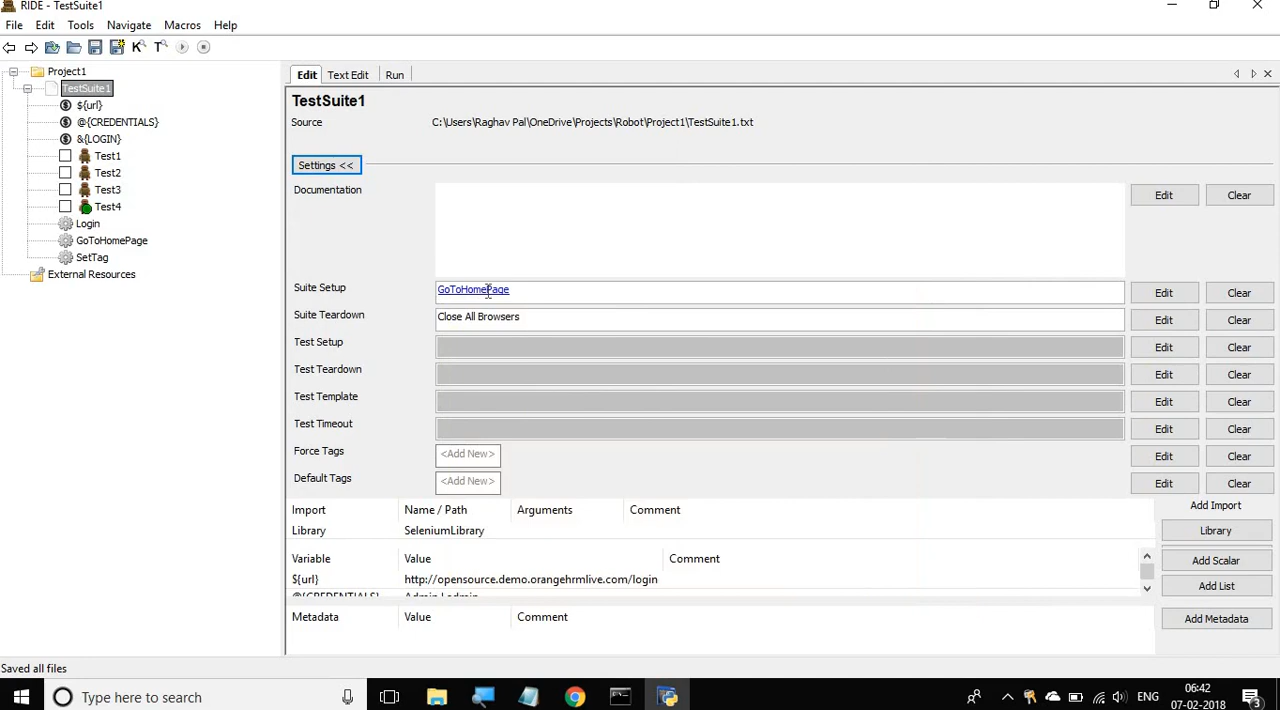 RIDE - TestSuite1
File Edit Tools Navigate Macros Help
K T
Project1
TestSuite1
${url}
@{CREDENTIALS}
&{LOGIN}
Test1
Test2
Test3
Test4
Login
GoToHomePage
SetTag
External Resources
Edit Text Edit Run
TestSuite1
Source C:\Users\Raghav Pal\OneDrive\Projects\Robot\Project1\TestSuite1.txt
Settings <<
Documentation Edit Clear
Suite Setup GoToHomePage Edit Clear
Suite Teardown Close All Browsers Edit Clear
Test Setup Edit Clear
Test Teardown Edit Clear
Test Template Edit Clear
Test Timeout Edit Clear
Force Tags <Add New> Edit Clear
Default Tags <Add New> Edit Clear
Import Name / Path Arguments Comment Add Import
Library SeleniumLibrary Library
Variable Value Comment Add Scalar
${url} http://opensource.demo.orangehrmlive.com/login Add List
@{CREDENTIALS} Admin | admin
Metadata Value Comment Add Metadata
Saved all files
Type here to search
ENG
06:42
07-02-2018
3